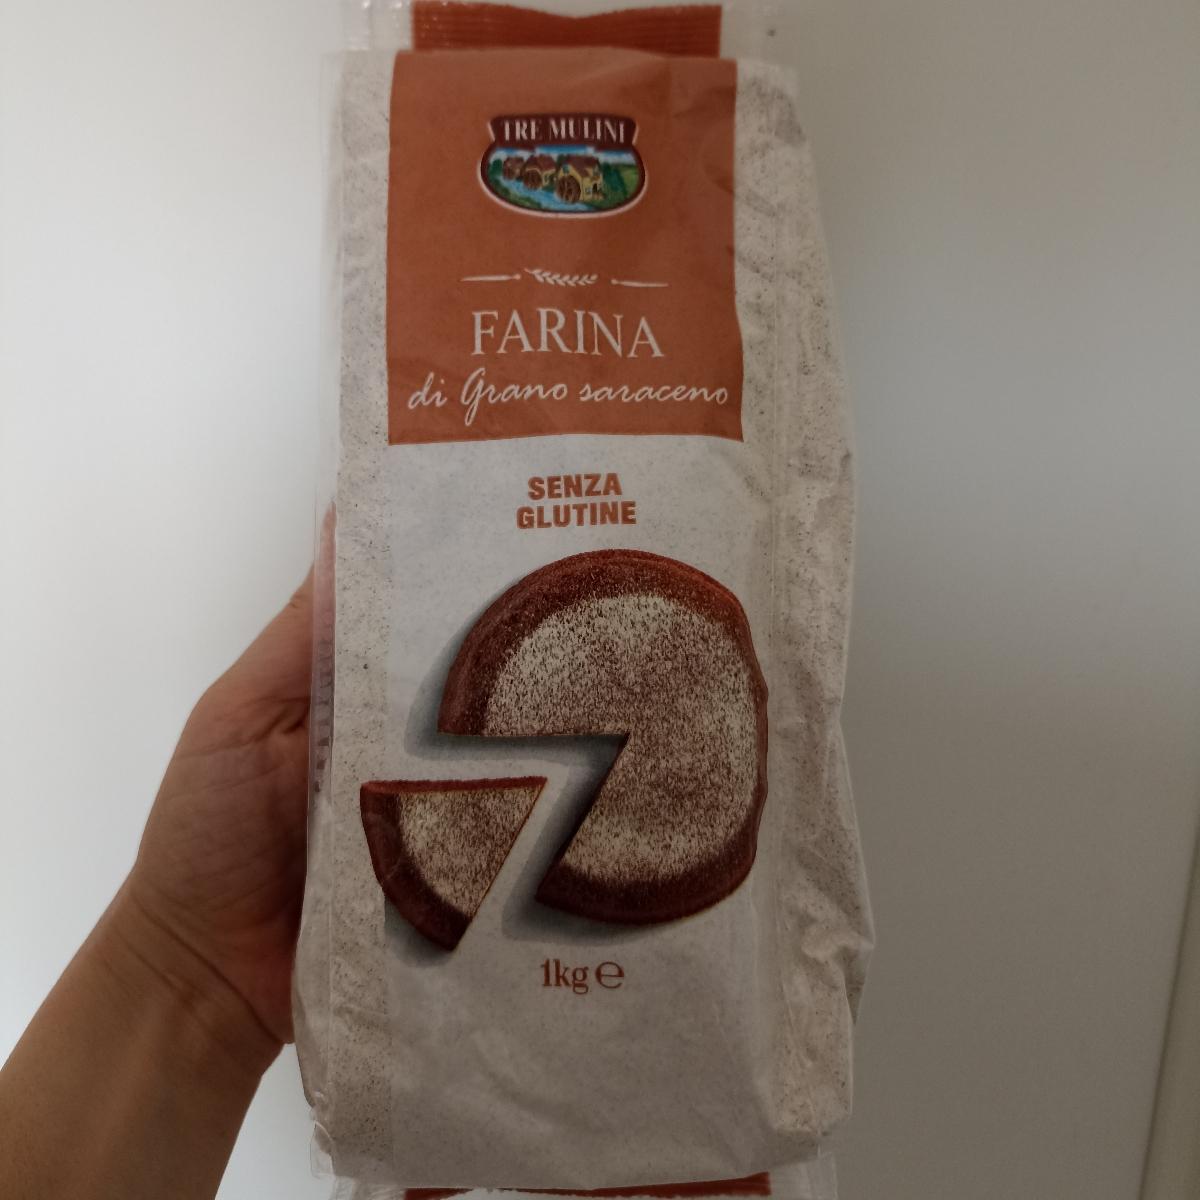 TRE MULINI
FARINA
di Grano saraceno
SENZA
GLUTINE
1kg ℮